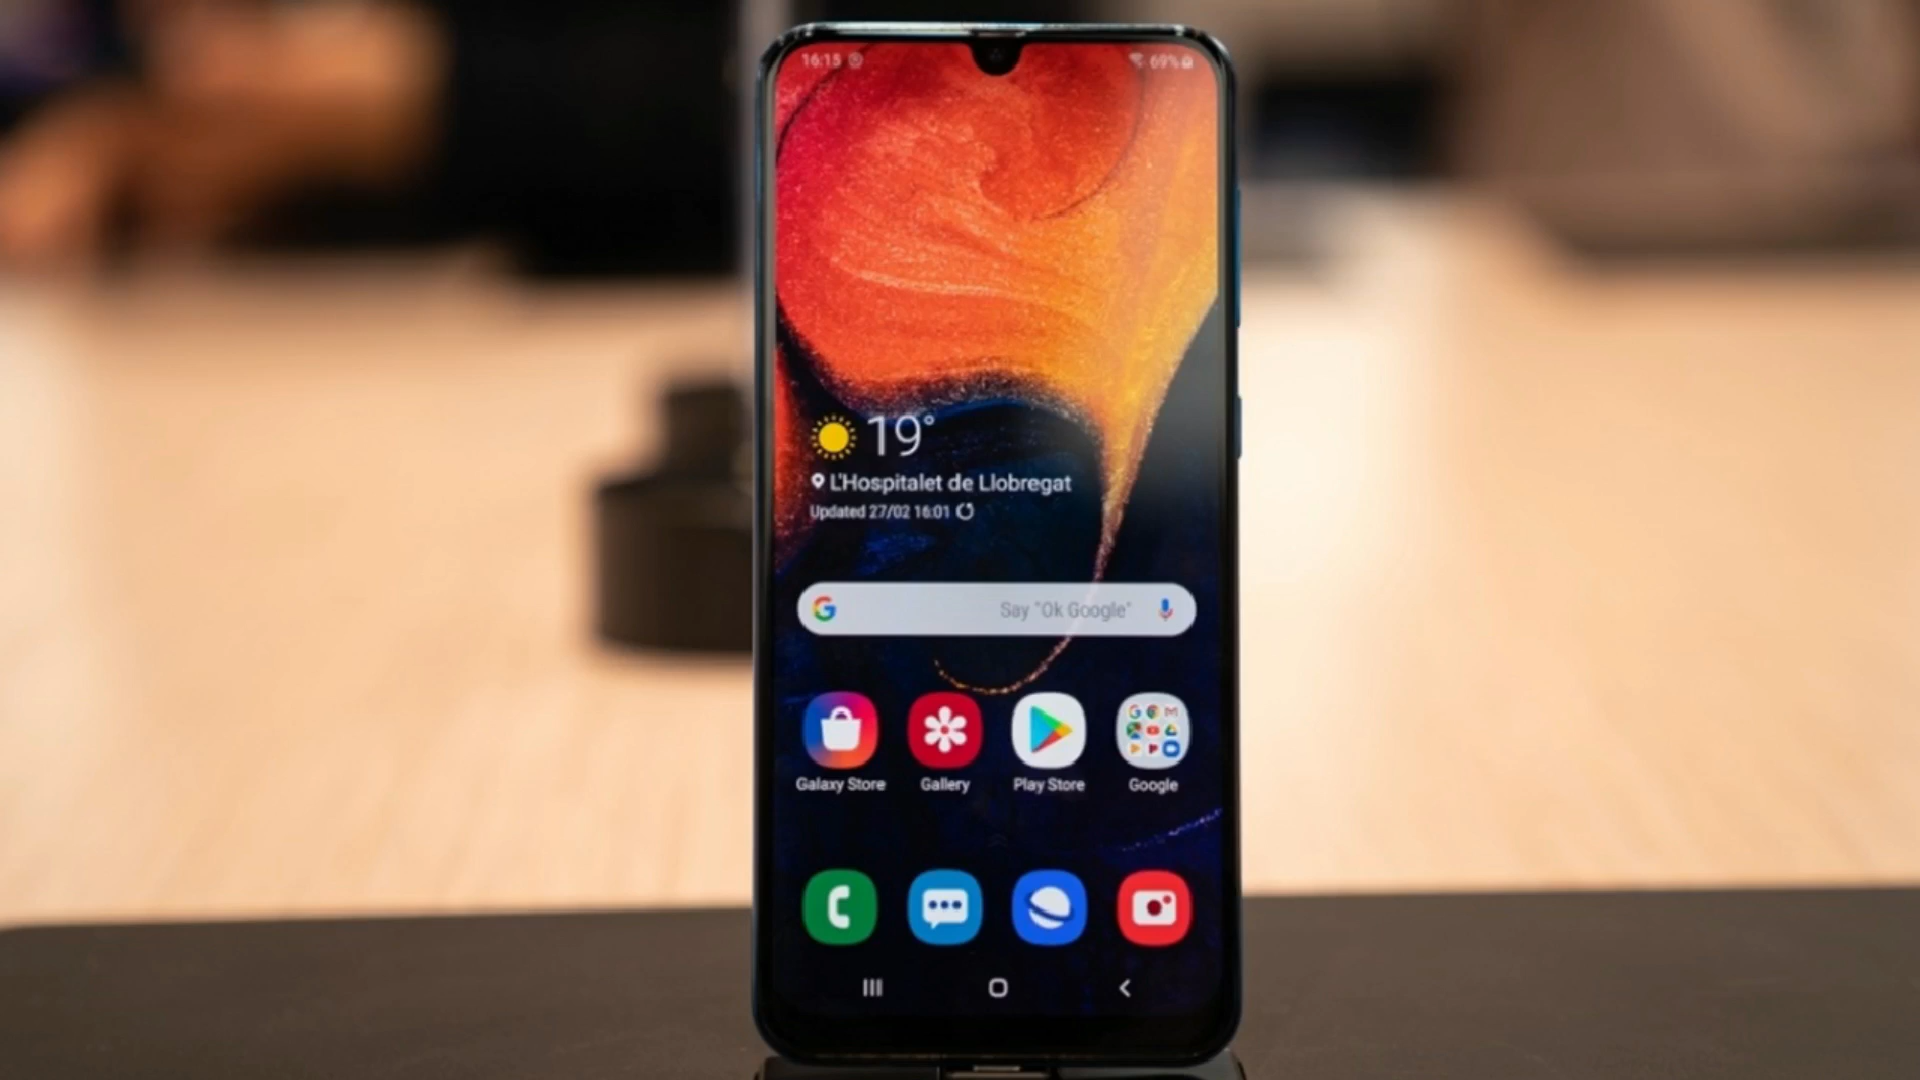 16:15
69%
19°
L'Hospitalet de Llobregat
Updated 27/02 16:01
G Say "Ok Google"
Galaxy Store Gallery Play Store Google